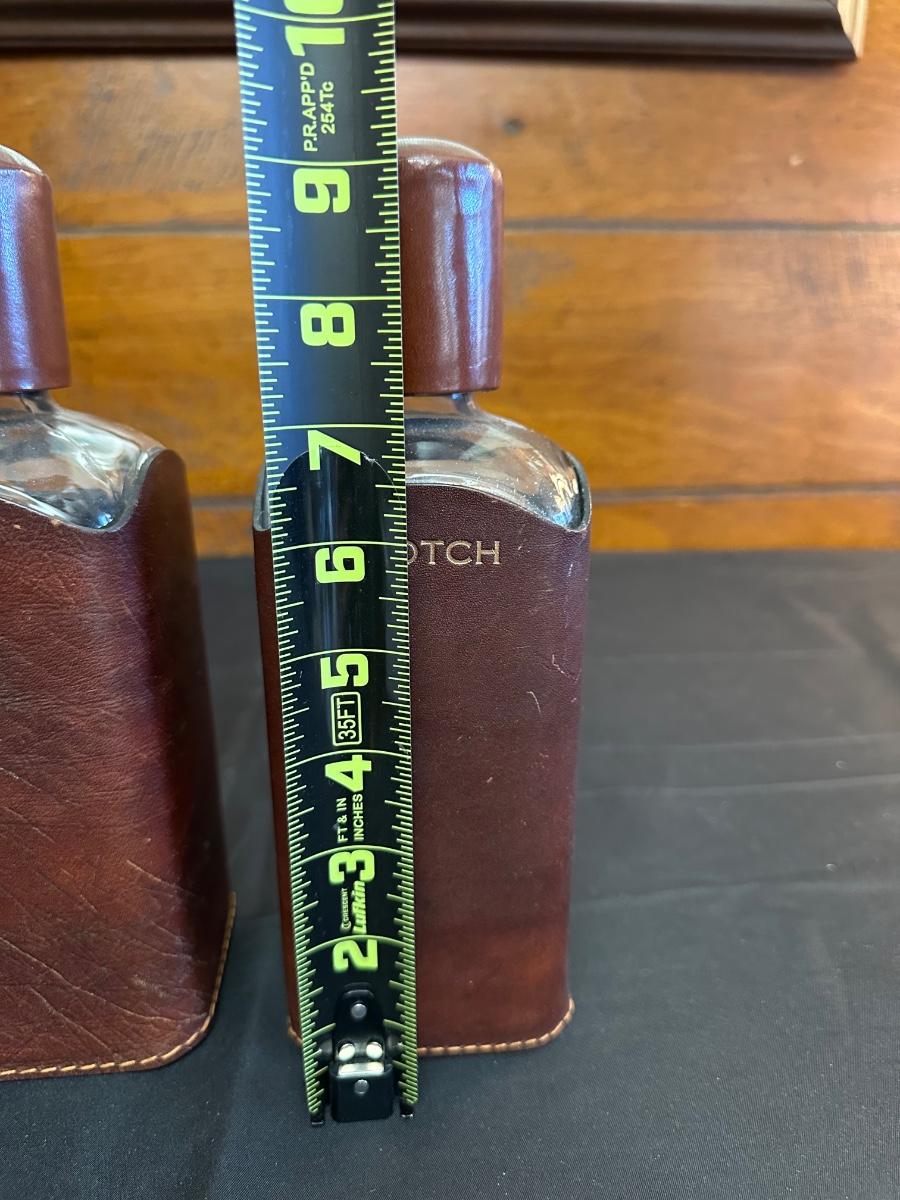 10
P.R.APP'D
254Tc
9
8
7
6
OTCH
5
35FT
4
FT & IN
INCHES
3
CRESCENT
Lufkin
2